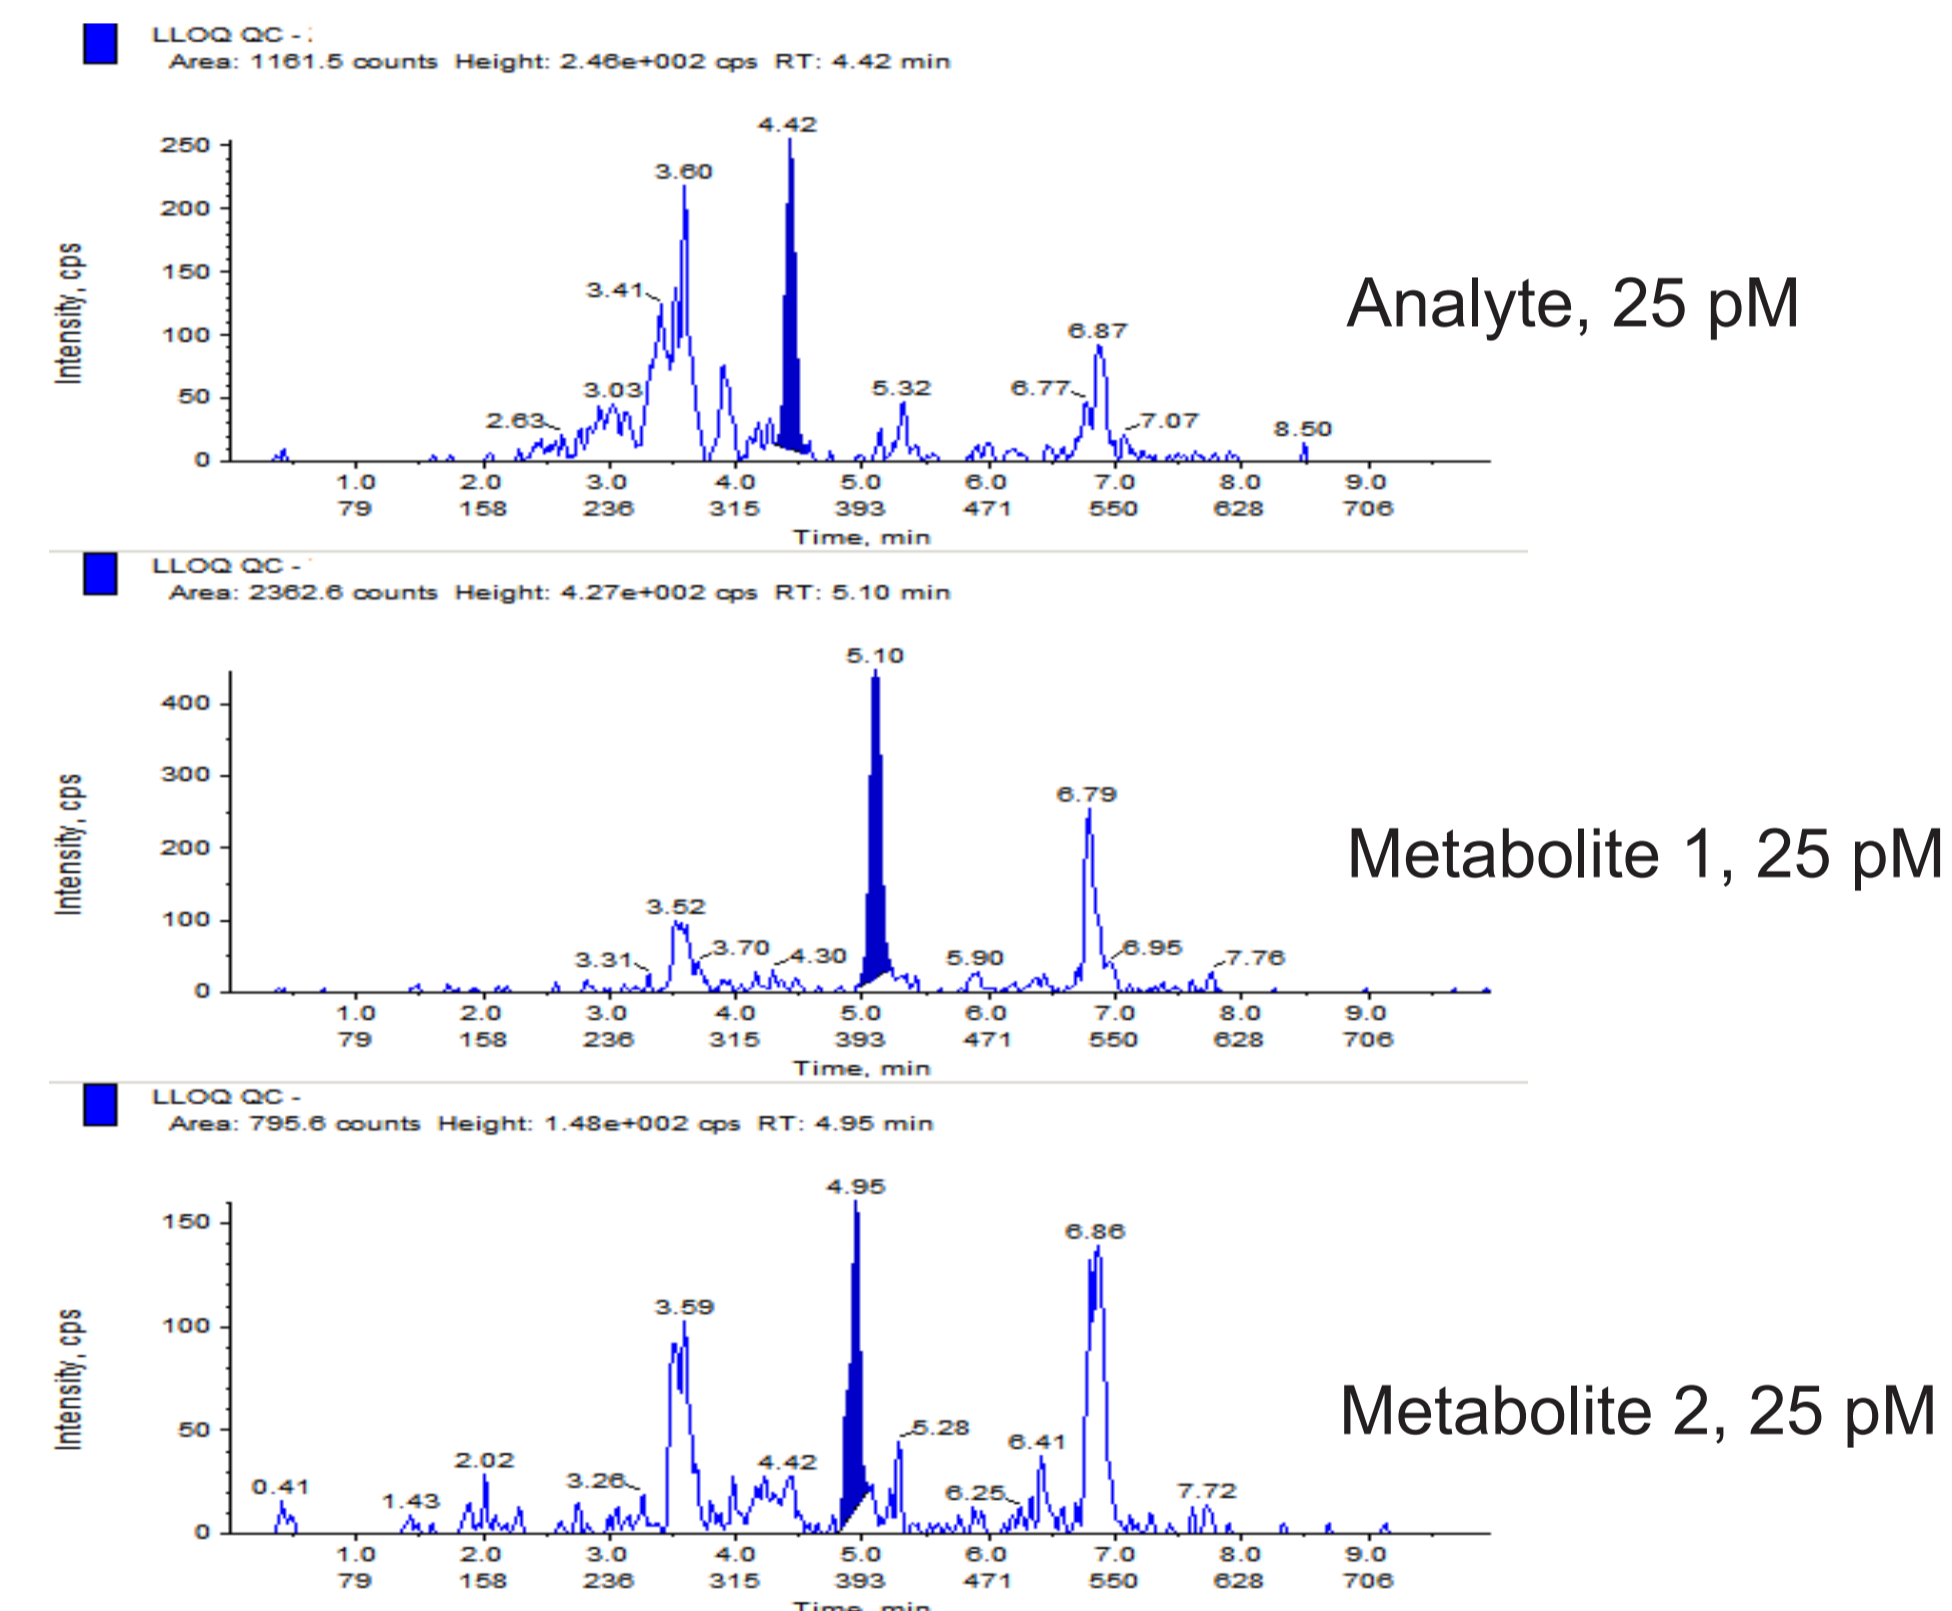 LLOQ QC -
Area: 1161.5 counts Height: 2.46e+002 cps RT: 4.42 min
4.42
250
3.60
200
Intensity, cps
150
3.41
Analyte, 25 pM
100
6.87
50
2.63
3.03
5.32
6.77
7.07
8.50
0
1.0 2.0 3.0 4.0 5.0 6.0 7.0 8.0 9.0
79 158 236 315 393 471 550 628 706
Time, min
LLOQ QC -
Area: 2362.6 counts Height: 4.27e+002 cps RT: 5.10 min
5.10
400
300
6.79
Intensity, cps
200
Metabolite 1, 25 pM
100
3.52
3.31
3.70
4.30
5.90
6.95
7.76
0
1.0 2.0 3.0 4.0 5.0 6.0 7.0 8.0 9.0
79 158 236 315 393 471 550 628 706
Time, min
LLOQ QC -
Area: 795.6 counts Height: 1.48e+002 cps RT: 4.95 min
4.95
150
6.86
3.59
100
Intensity, cps
Metabolite 2, 25 pM
50
0.41
1.43
2.02
3.26
4.42
5.28
6.25
6.41
7.72
0
1.0 2.0 3.0 4.0 5.0 6.0 7.0 8.0 9.0
79 158 236 315 393 471 550 628 706
Time, min